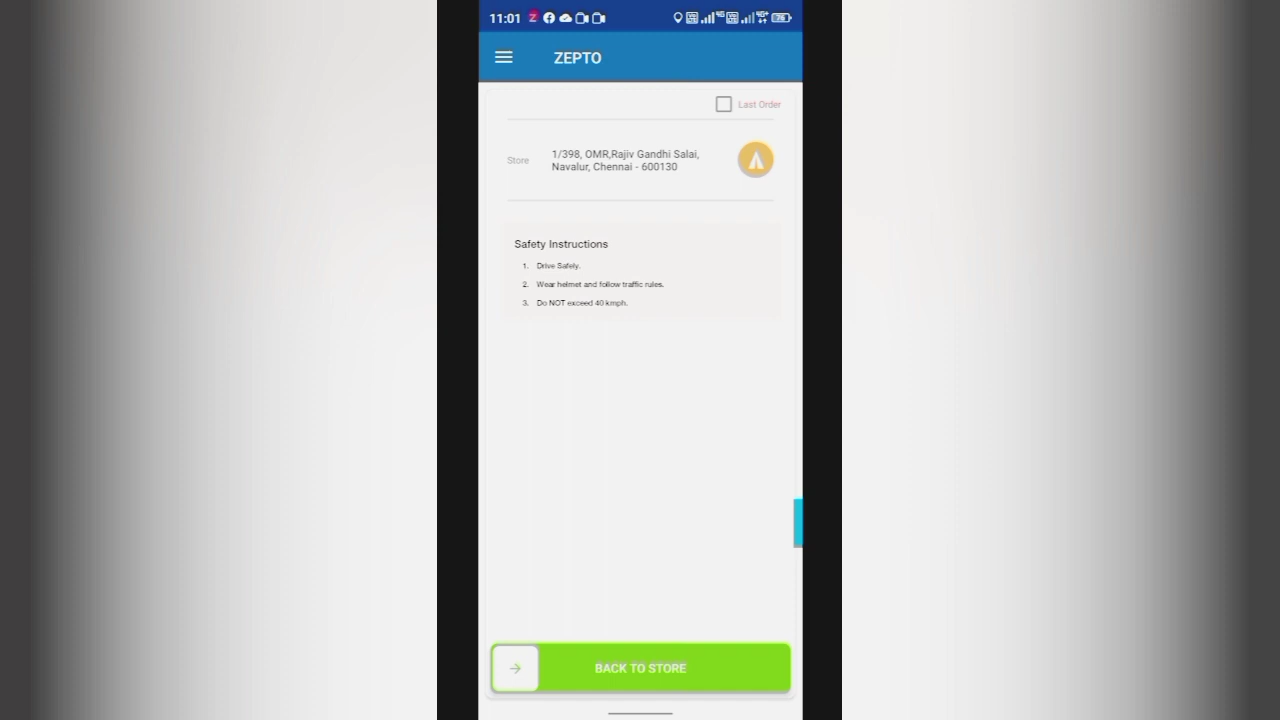 11:01
ZEPTO
Last Order
Store
1/398, OMR,Rajiv Gandhi Salai,
Navalur, Chennai - 600130
Safety Instructions
1. Drive Safely.
2. Wear helmet and follow traffic rules.
3. Do NOT exceed 40 kmph.
BACK TO STORE